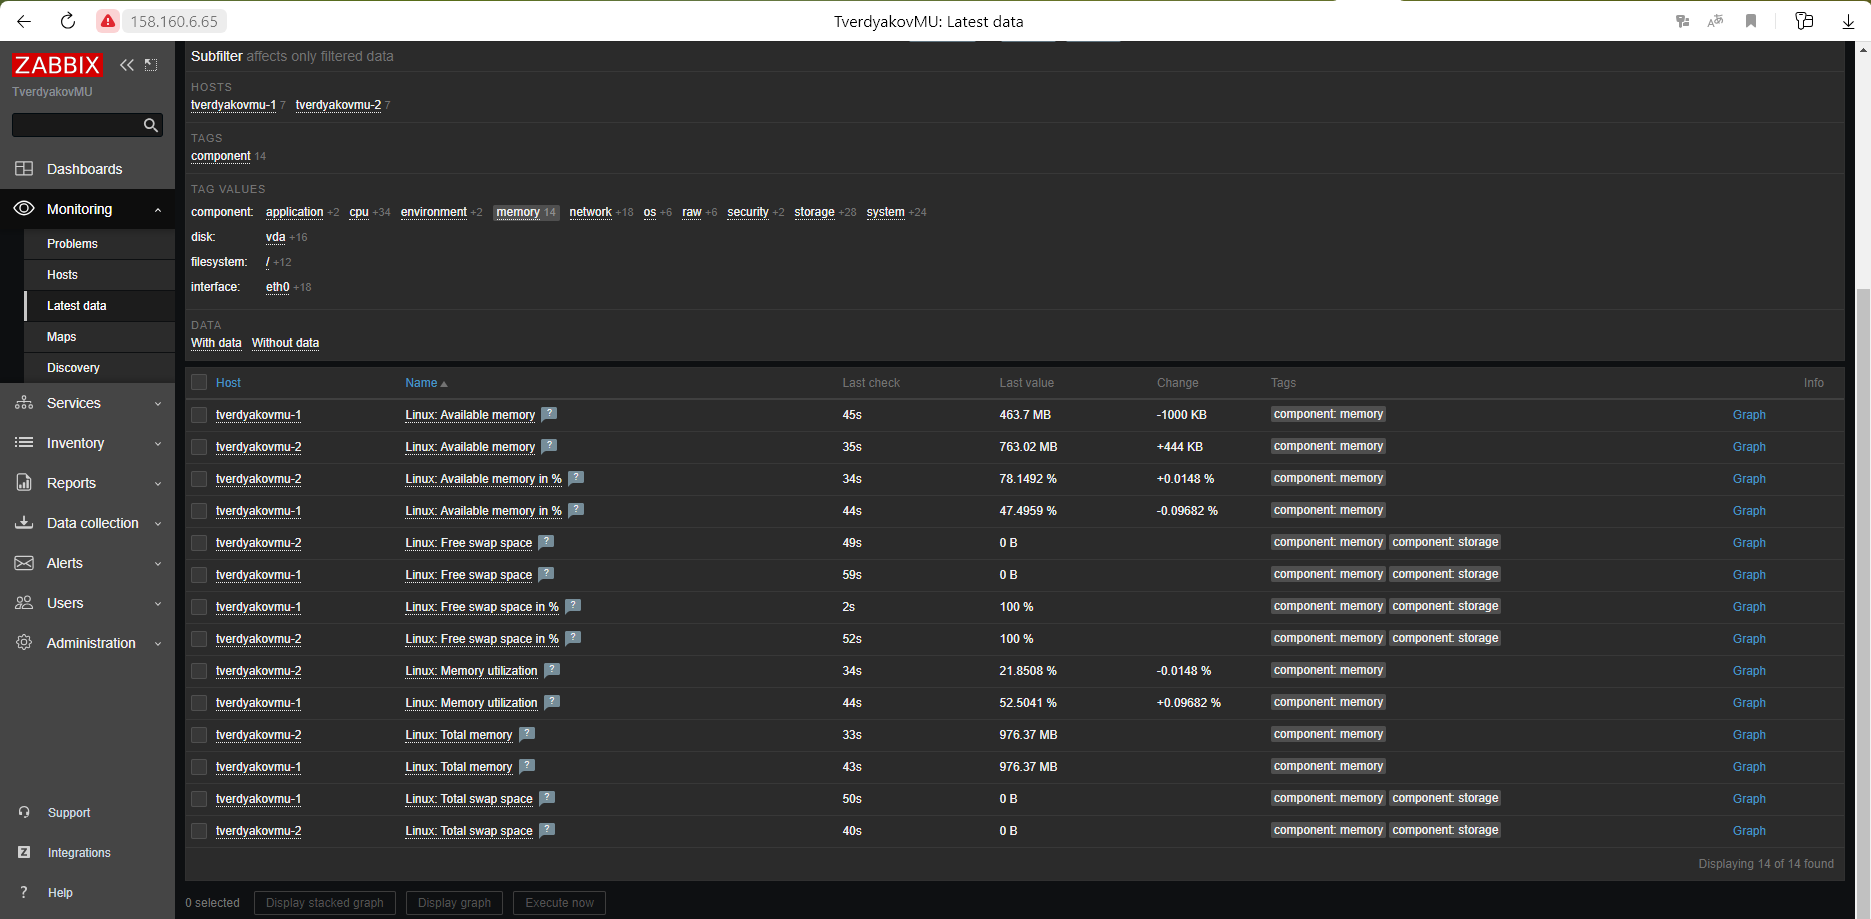 158.160.6.65 TverdyakovMU: Latest data
ZABBIX
TverdyakovMU
Dashboards
Monitoring
Problems
Hosts
Latest data
Maps
Discovery
Services
Inventory
Reports
Data collection
Alerts
Users
Administration
Support
Integrations
Help
Subfilter affects only filtered data
HOSTS
tverdyakovmu-1 7 tverdyakovmu-2 7
TAGS
component 14
TAG VALUES
component: application +2 cpu +34 environment +2 memory 14 network +18 os +6 raw +6 security +2 storage +28 system +24
disk: vda +16
filesystem: / +12
interface: eth0 +18
DATA
With data Without data
Host Name Last check Last value Change Tags Info
tverdyakovmu-1 Linux: Available memory ? 45s 463.7 MB -1000 KB component: memory Graph
tverdyakovmu-2 Linux: Available memory ? 35s 763.02 MB +444 KB component: memory Graph
tverdyakovmu-2 Linux: Available memory in % ? 34s 78.1492 % +0.0148 % component: memory Graph
tverdyakovmu-1 Linux: Available memory in % ? 44s 47.4959 % -0.09682 % component: memory Graph
tverdyakovmu-2 Linux: Free swap space ? 49s 0 B component: memory component: storage Graph
tverdyakovmu-1 Linux: Free swap space ? 59s 0 B component: memory component: storage Graph
tverdyakovmu-1 Linux: Free swap space in % ? 2s 100 % component: memory component: storage Graph
tverdyakovmu-2 Linux: Free swap space in % ? 52s 100 % component: memory component: storage Graph
tverdyakovmu-2 Linux: Memory utilization ? 34s 21.8508 % -0.0148 % component: memory Graph
tverdyakovmu-1 Linux: Memory utilization ? 44s 52.5041 % +0.09682 % component: memory Graph
tverdyakovmu-2 Linux: Total memory ? 33s 976.37 MB component: memory Graph
tverdyakovmu-1 Linux: Total memory ? 43s 976.37 MB component: memory Graph
tverdyakovmu-1 Linux: Total swap space ? 50s 0 B component: memory component: storage Graph
tverdyakovmu-2 Linux: Total swap space ? 40s 0 B component: memory component: storage Graph
Displaying 14 of 14 found
0 selected Display stacked graph Display graph Execute now